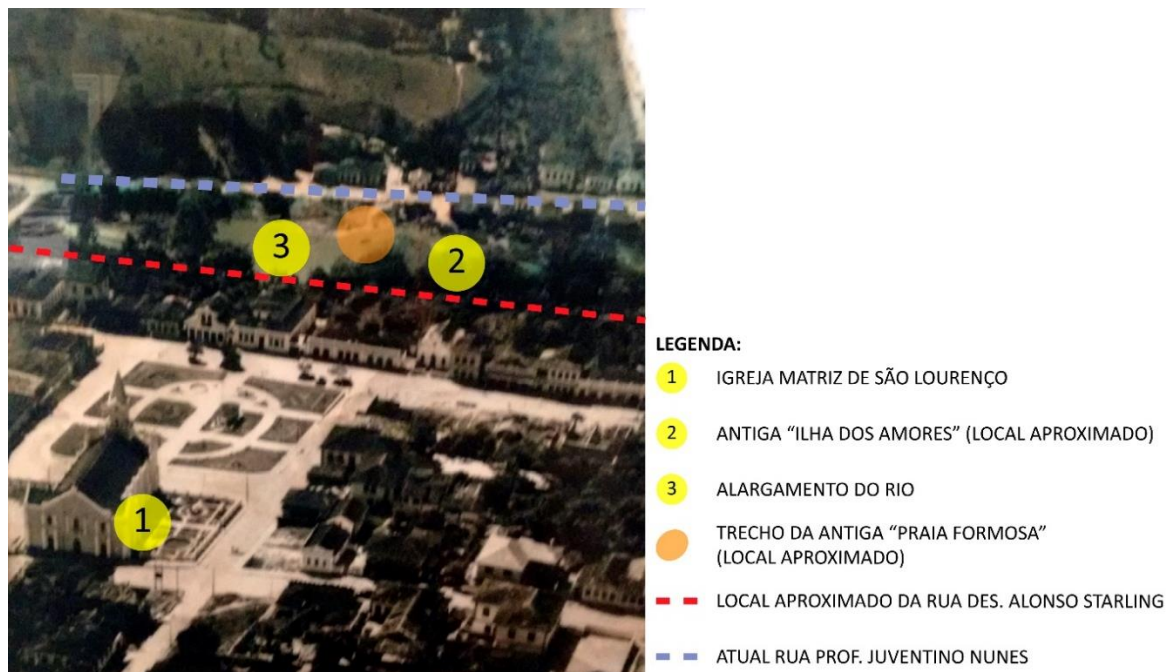 3
2
1
LEGENDA:
1 IGREJA MATRIZ DE SÃO LOURENÇO
2 ANTIGA “ILHA DOS AMORES” (LOCAL APROXIMADO)
3 ALARGAMENTO DO RIO
TRECHO DA ANTIGA “PRAIA FORMOSA”
(LOCAL APROXIMADO)
LOCAL APROXIMADO DA RUA DES. ALONSO STARLING
ATUAL RUA PROF. JUVENTINO NUNES